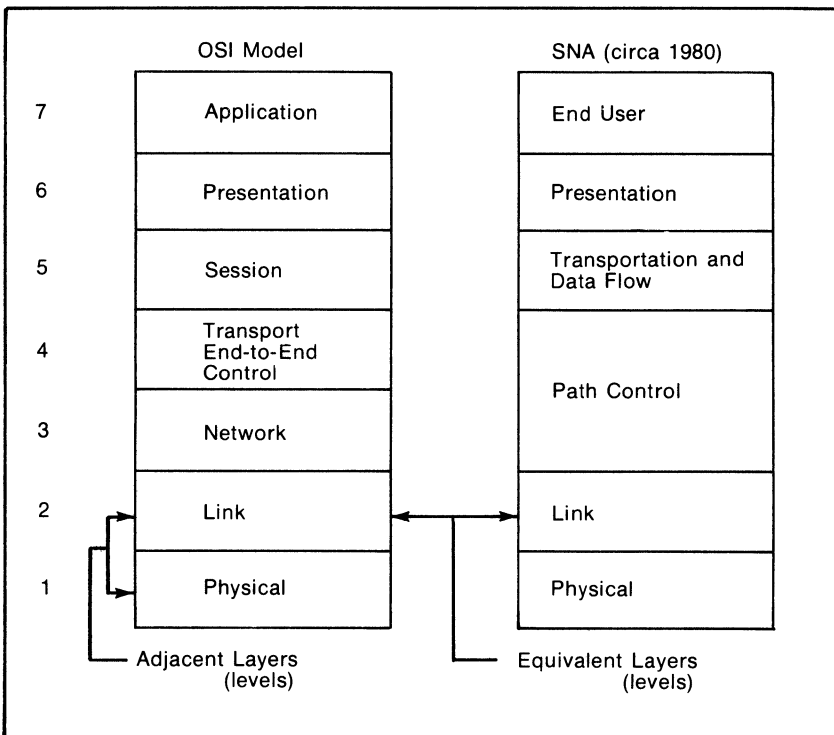 OSI Model
SNA (circa 1980)
7
Application
End User
6
Presentation
Presentation
5
Session
Transportation and
Data Flow
4
Transport
End-to-End
Control
Path Control
3
Network
2
Link
Link
1
Physical
Physical
Adjacent Layers
(levels)
Equivalent Layers
(levels)